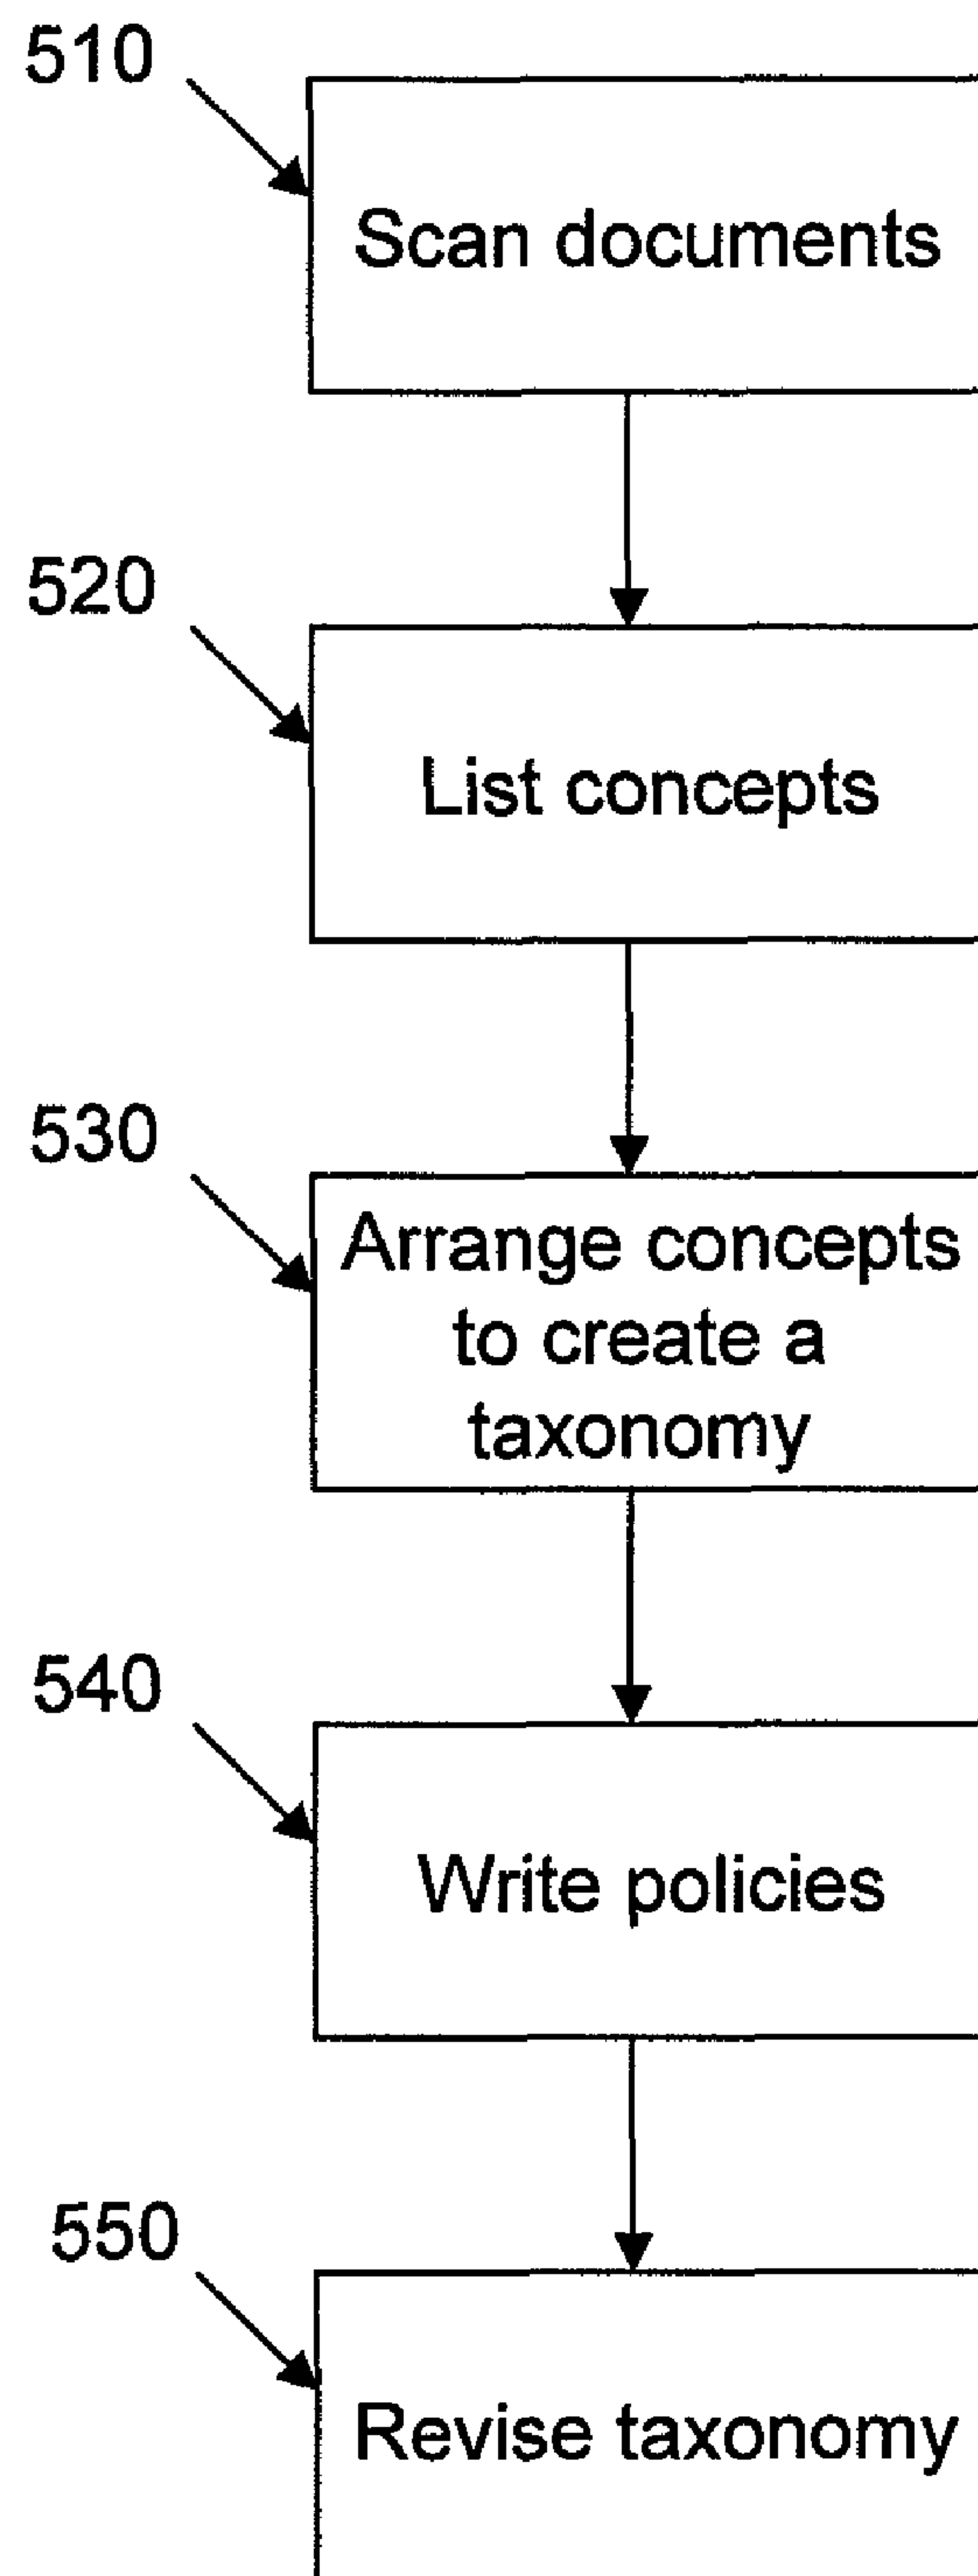 510
Scan documents
520
List concepts
530
Arrange concepts
to create a
taxonomy
540
Write policies
550
Revise taxonomy